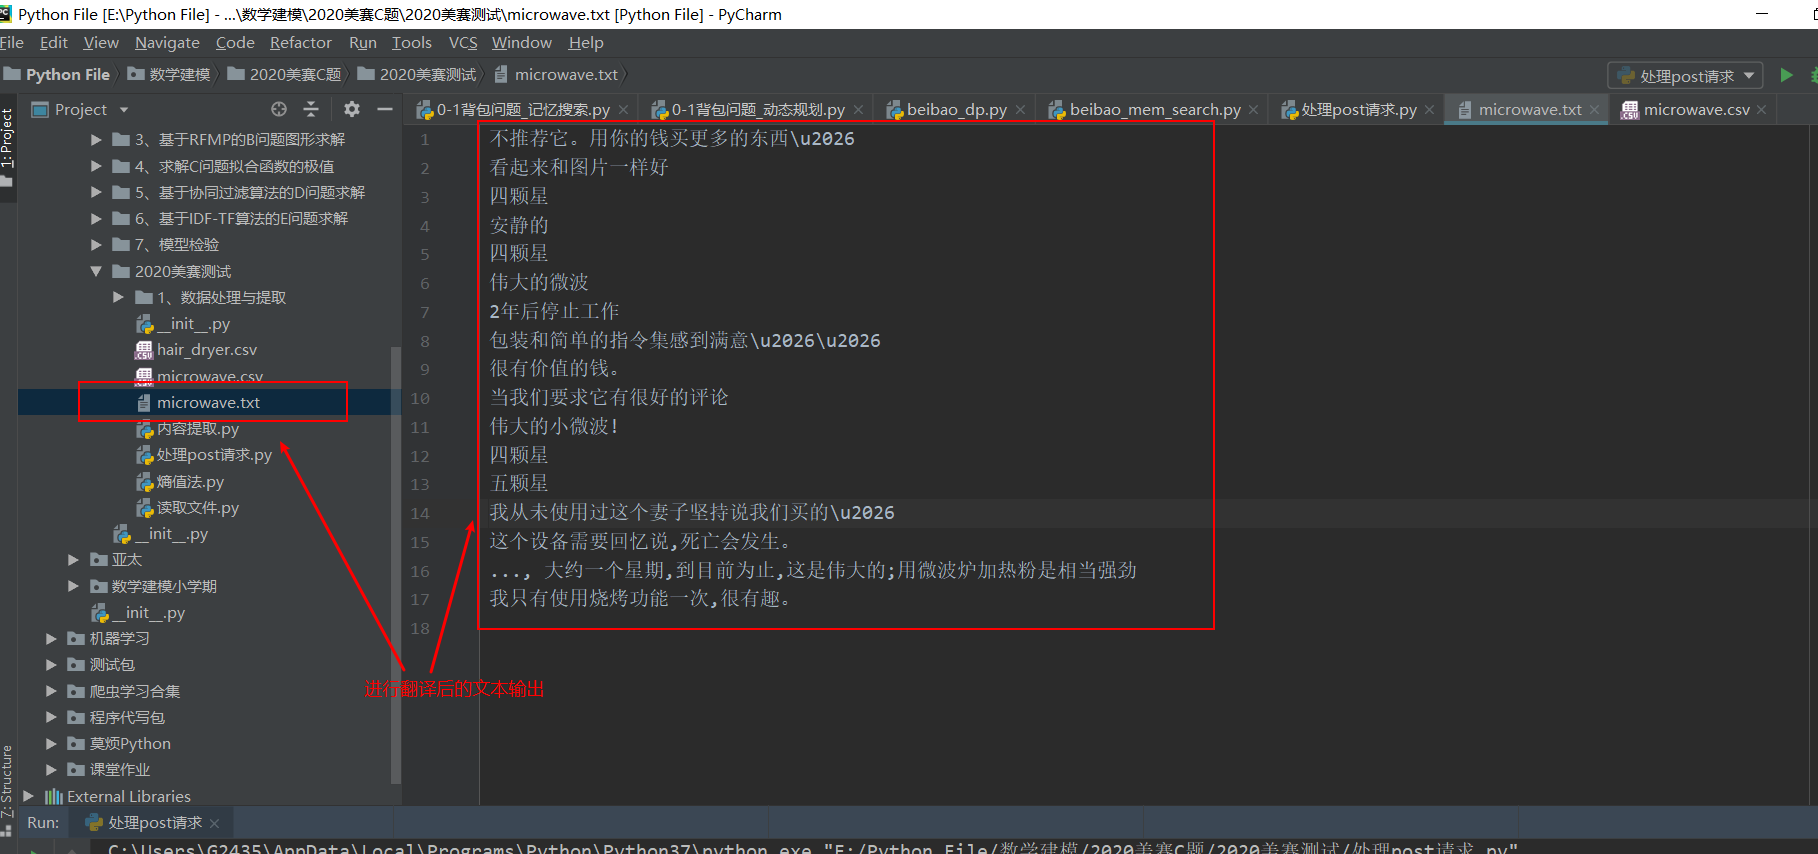 Python File [E:\Python File] - ...\数学建模\2020美赛C题\2020美赛测试\microwave.txt [Python File] - PyCharm
File Edit View Navigate Code Refactor Run Tools VCS Window Help
Python File 数学建模 2020美赛C题 2020美赛测试 microwave.txt 处理post请求
Project
0-1背包问题_记忆搜索.py 0-1背包问题_动态规划.py beibao_dp.py beibao_mem_search.py 处理post请求.py microwave.txt microwave.csv
1: Project
3、基于RFMP的B问题图形求解
4、求解C问题拟合函数的极值
5、基于协同过滤算法的D问题求解
6、基于IDF-TF算法的E问题求解
7、模型检验
2020美赛测试
1、数据处理与提取
__init__.py
hair_dryer.csv
microwave.csv
microwave.txt
内容提取.py
处理post请求.py
熵值法.py
读取文件.py
__init__.py
亚太
数学建模小学期
__init__.py
机器学习
测试包
爬虫学习合集
程序代写包
莫烦Python
课堂作业
External Libraries
1 不推荐它。用你的钱买更多的东西\u2026
2 看起来和图片一样好
3 四颗星
4 安静的
5 四颗星
6 伟大的微波
7 2年后停止工作
8 包装和简单的指令集感到满意\u2026\u2026
9 很有价值的钱。
10 当我们要求它有很好的评论
11 伟大的小微波!
12 四颗星
13 五颗星
14 我从未使用过这个妻子坚持说我们买的\u2026
15 这个设备需要回忆说,死亡会发生。
16 ..., 大约一个星期,到目前为止,这是伟大的;用微波炉加热粉是相当强劲
17 我只有使用烧烤功能一次,很有趣。
18
进行翻译后的文本输出
Z: Structure
Run: 处理post请求
C:\Users\G2435\AppData\Local\Programs\Python\Python37\python.exe "E:/Python File/数学建模/2020美赛C题/2020美赛测试/处理post请求.py"